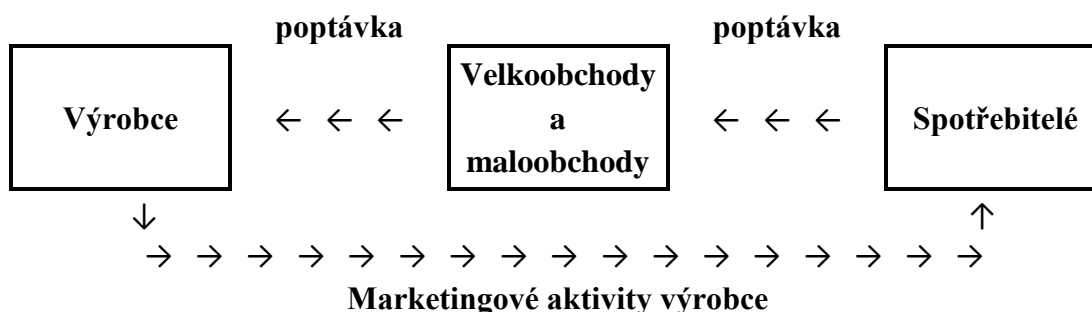 poptávka poptávka
Výrobce ← ← ← Velkoobchody a maloobchody ← ← ← Spotřebitelé
↓ ↑
→ → → → → → → → → → → → → → → → →
Marketingové aktivity výrobce